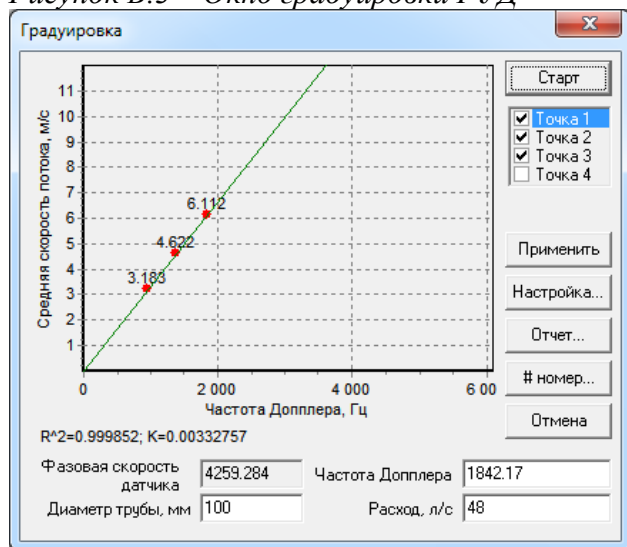 Рисунок В.3 – Окно градуировки РУД
Градуировка
Старт
Точка 1
Точка 2
Точка 3
Точка 4
Применить
Настройка...
Отчет...
# номер...
Отмена
Средняя скорость потока, м/с
11
10
9
8
7
6
5
4
3
2
1
6.112
4.622
3.183
0
2 000
4 000
6 00
Частота Допплера, Гц
R^2=0.999852; K=0.00332757
Фазовая скорость
датчика
4259.284
Частота Допплера
1842.17
Диаметр трубы, мм
100
Расход, л/с
48